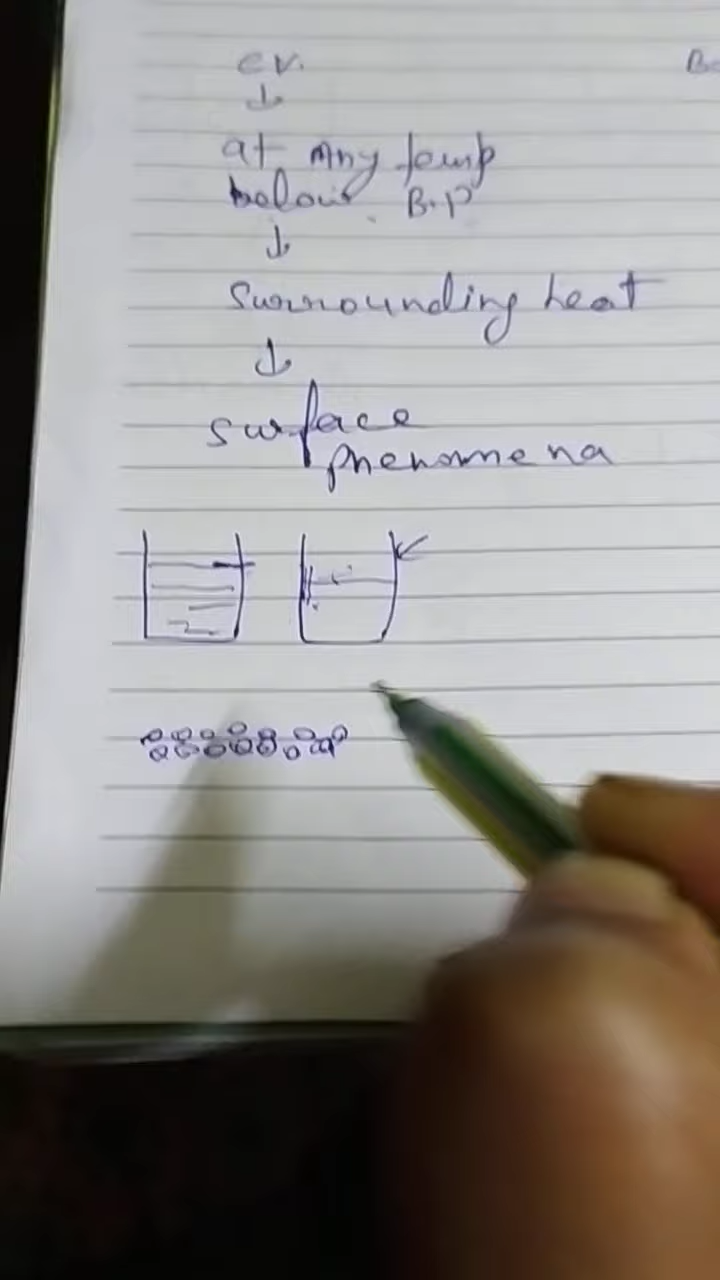 ev.
↓
at Any temp
below B.P
↓
Surrounding heat
↓
Surface
phenomena